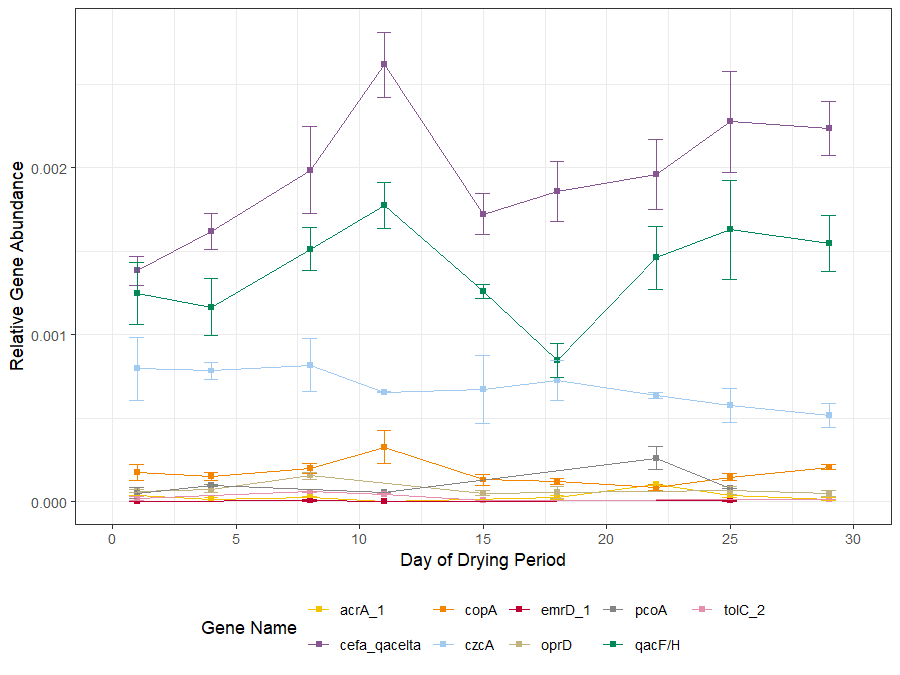 Relative Gene Abundance
0.002
0.001
0.000
0 5 10 15 20 25 30
Day of Drying Period
Gene Name
acrA_1 copA emrD_1 pcoA tolC_2
cefa_qacelta czcA oprD qacF/H